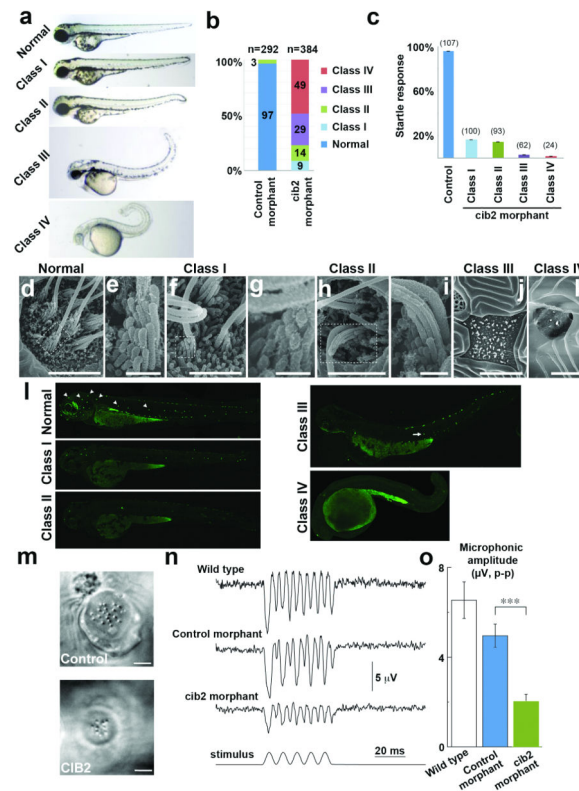 a
Normal
Class I
Class II
Class III
Class IV
b
n=292 n=384
3
100%
50%
0%
97
49
29
14
9
Class IV
Class III
Class II
Class I
Normal
Control morphant
cib2 morphant
c
Startle response
100%
60%
20%
(107)
(100)
(93)
(62)
(24)
Control
Class I
Class II
Class III
Class IV
cib2 morphant
Normal Class I Class II Class III Class IV
d e f g h i j
l
Normal
Class I
Class II
Class III
Class IV
m
Control
CIB2
n
Wild type
Control morphant
5 µV
cib2 morphant
stimulus
20 ms
o
Microphonic
amplitude
(µV, p-p)
8
6
4
2
0
***
Wild type
Control
morphant
cib2
morphant